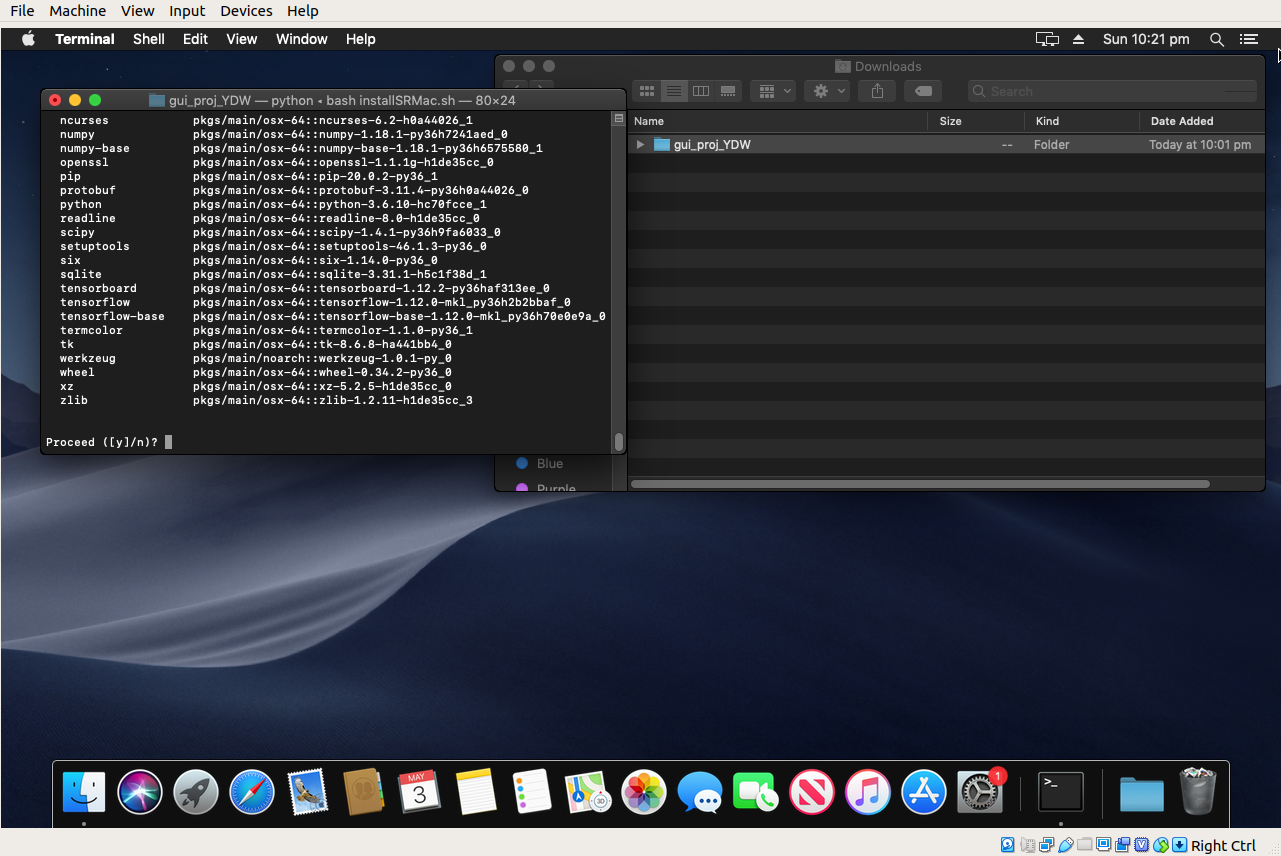 File Machine View Input Devices Help
Terminal Shell Edit View Window Help Sun 10:21 pm
Downloads
Search
gui_proj_YDW — python ◂ bash installSRMac.sh — 80×24
Name Size Kind Date Added
gui_proj_YDW -- Folder Today at 10:01 pm
ncurses pkgs/main/osx-64::ncurses-6.2-h0a44026_1
numpy pkgs/main/osx-64::numpy-1.18.1-py36h7241aed_0
numpy-base pkgs/main/osx-64::numpy-base-1.18.1-py36h6575580_1
openssl pkgs/main/osx-64::openssl-1.1.1g-h1de35cc_0
pip pkgs/main/osx-64::pip-20.0.2-py36_1
protobuf pkgs/main/osx-64::protobuf-3.11.4-py36h0a44026_0
python pkgs/main/osx-64::python-3.6.10-hc70fcce_1
readline pkgs/main/osx-64::readline-8.0-h1de35cc_0
scipy pkgs/main/osx-64::scipy-1.4.1-py36h9fa6033_0
setuptools pkgs/main/osx-64::setuptools-46.1.3-py36_0
six pkgs/main/osx-64::six-1.14.0-py36_0
sqlite pkgs/main/osx-64::sqlite-3.31.1-h5c1f38d_1
tensorboard pkgs/main/osx-64::tensorboard-1.12.2-py36haf313ee_0
tensorflow pkgs/main/osx-64::tensorflow-1.12.0-mkl_py36h2b2bbaf_0
tensorflow-base pkgs/main/osx-64::tensorflow-base-1.12.0-mkl_py36h70e0e9a_0
termcolor pkgs/main/osx-64::termcolor-1.1.0-py36_1
tk pkgs/main/osx-64::tk-8.6.8-ha441bb4_0
werkzeug pkgs/main/noarch::werkzeug-1.0.1-py_0
wheel pkgs/main/osx-64::wheel-0.34.2-py36_0
xz pkgs/main/osx-64::xz-5.2.5-h1de35cc_0
zlib pkgs/main/osx-64::zlib-1.2.11-h1de35cc_3
Proceed ([y]/n)?
Blue
Purple
MAY
3
3D
1
>_
Right Ctrl